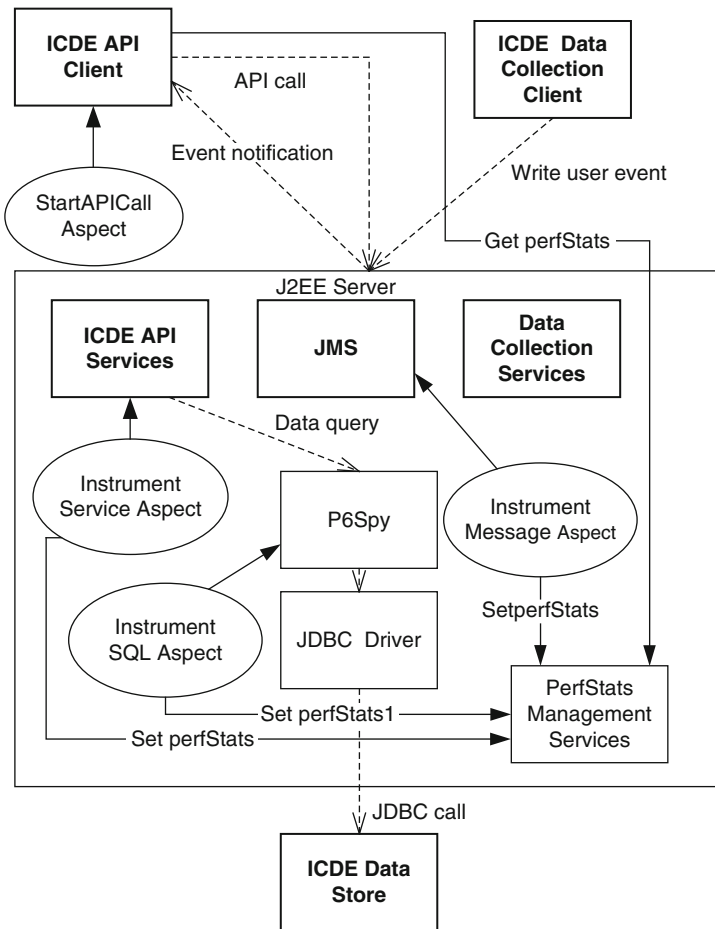 ICDE API
Client
ICDE Data
Collection
Client
API call
Event notification
Write user event
StartAPICall
Aspect
Get perfStats
J2EE Server
ICDE API
Services
JMS
Data
Collection
Services
Data query
Instrument
Service Aspect
P6Spy
Instrument
Message Aspect
SetperfStats
Instrument
SQL Aspect
JDBC Driver
PerfStats
Management
Services
Set perfStats1
Set perfStats
JDBC call
ICDE Data
Store